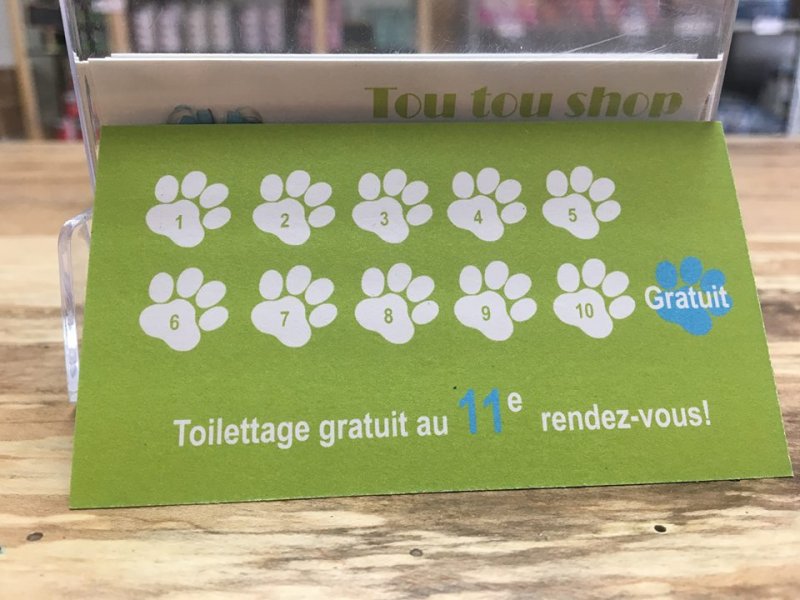 Tou tou shop
1 2 3 4 5
6 7 8 9 10 Gratuit
Toilettage gratuit au 11e rendez-vous!